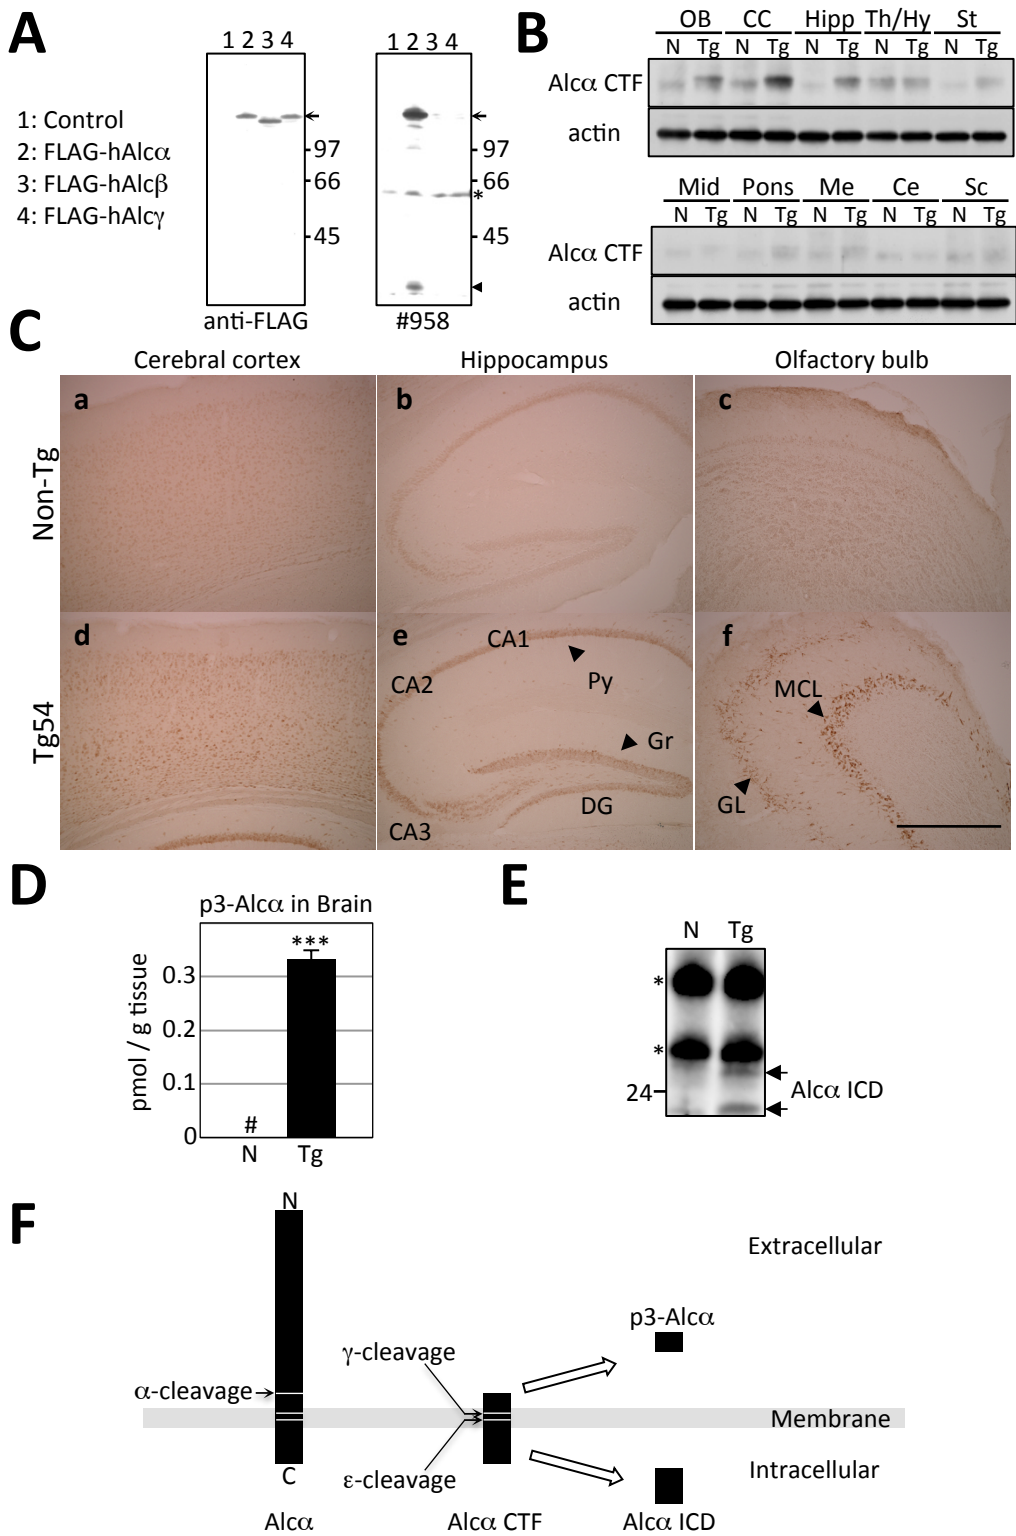 A
1 2 3 4
1 2 3 4
1: Control
2: FLAG-hAlcα
3: FLAG-hAlcβ
4: FLAG-hAlcγ
97
66
45
97
66
*
45
anti-FLAG
#958
B
OB CC Hipp Th/Hy St
N Tg N Tg N Tg N Tg N Tg
Alcα CTF
actin
Mid Pons Me Ce Sc
N Tg N Tg N Tg N Tg N Tg
Alcα CTF
actin
C
Cerebral cortex
Hippocampus
Olfactory bulb
Non-Tg
a
b
c
Tg54
d
e
f
CA1
CA2
CA3
Py
Gr
DG
MCL
GL
D
p3-Alcα in Brain
pmol / g tissue
0.3
0.2
0.1
0
***
#
N
Tg
E
N Tg
*
*
24
Alcα ICD
F
N
Extracellular
p3-Alcα
γ-cleavage
α-cleavage
Membrane
Intracellular
C
ε-cleavage
Alcα
Alcα CTF
Alcα ICD